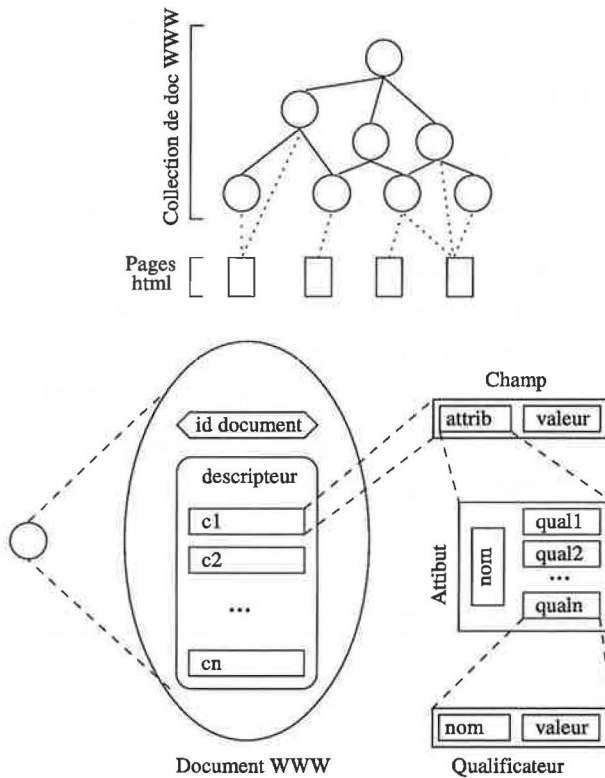 Collection de doc WWW
Pages
html
id document
descripteur
c1
c2
...
cn
Document WWW
Champ
attrib
valeur
Attibut
nom
qual1
qual2
...
qualn
nom
valeur
Qualificateur